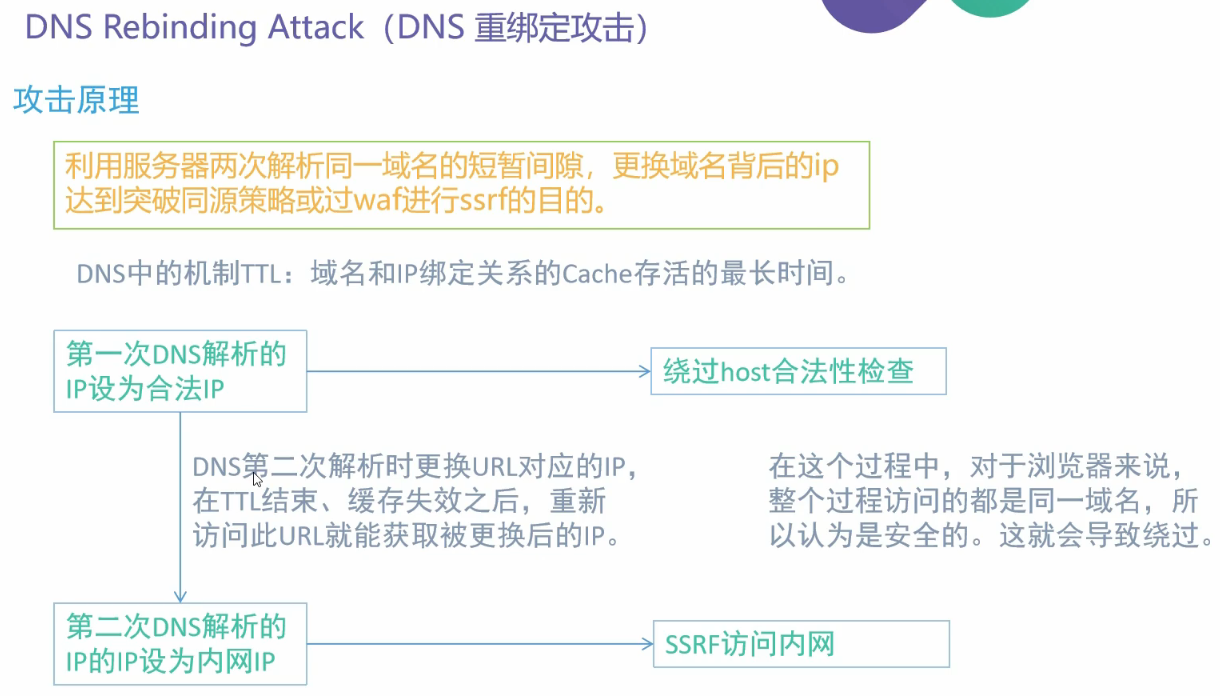 DNS Rebinding Attack（DNS 重绑定攻击）
攻击原理
利用服务器两次解析同一域名的短暂间隙，更换域名背后的ip
达到突破同源策略或过waf进行ssrf的目的。
DNS中的机制TTL：域名和IP绑定关系的Cache存活的最长时间。
第一次DNS解析的
IP设为合法IP
绕过host合法性检查
DNS第二次解析时更换URL对应的IP，
在TTL结束、缓存失效之后，重新
访问此URL就能获取被更换后的IP。
在这个过程中，对于浏览器来说，
整个过程访问的都是同一域名，所
以认为是安全的。这就会导致绕过。
第二次DNS解析的
IP的IP设为内网IP
SSRF访问内网